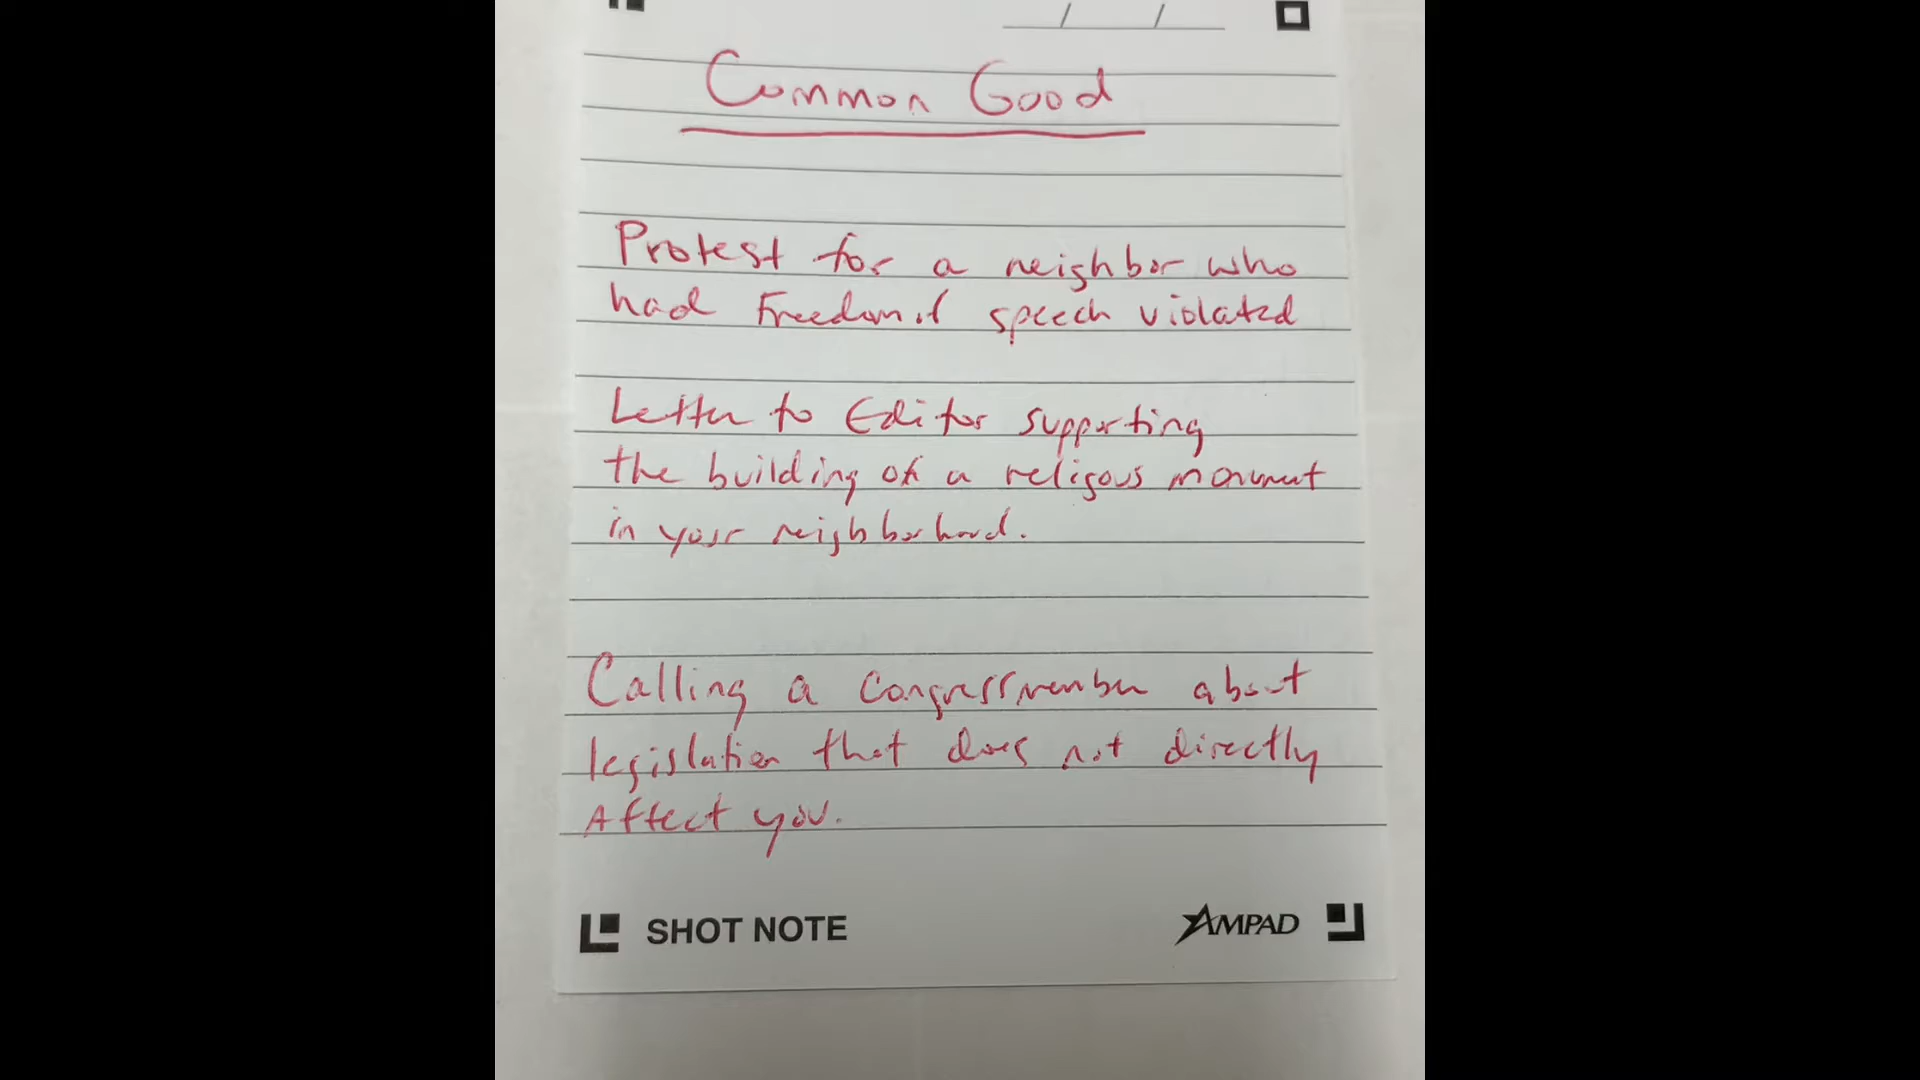 / /
Common Good
Protest for a neighbor who
had Freedom of speech violated
Letter to Editor supporting
the building of a religous monument
in your neighborhood.
Calling a congressmember about
legislation that does not directly
Affect you.
SHOT NOTE AMPAD